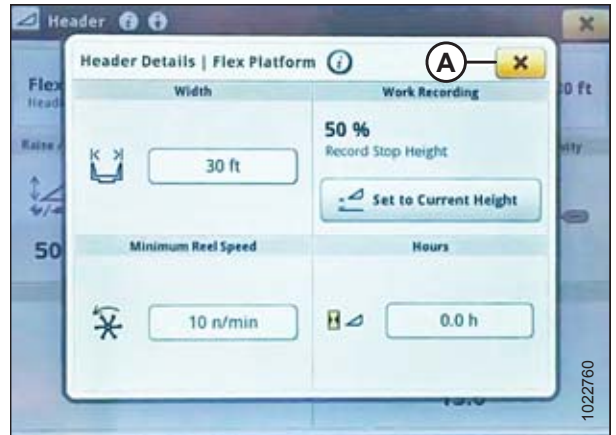 Header
Header Details | Flex Platform
A
Flex
0 ft
Width
Work Recording
50 %
Record Stop Height
Raise
30 ft
Set to Current Height
50
Minimum Reel Speed
Hours
10 n/min
0.0 h
1022760